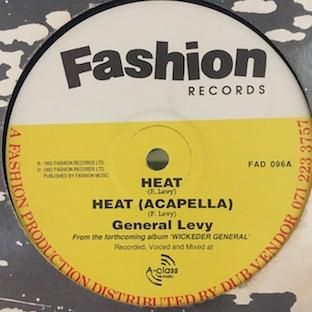 Fashion
RECORDS
℗ 1992 FASHION RECORDS LTD.
© 1992 FASHION RECORDS LTD.
PUBLISHED BY FASHION MUSIC
FAD 096A
HEAT
(P. Levy)
HEAT (ACAPELLA)
(P. Levy)
General Levy
From the forthcoming album 'WICKEDER GENERAL'
Recorded, Voiced and Mixed at
A-class
studio
A FASHION PRODUCTION DISTRIBUTED BY DUB VENDOR 071 223 3757